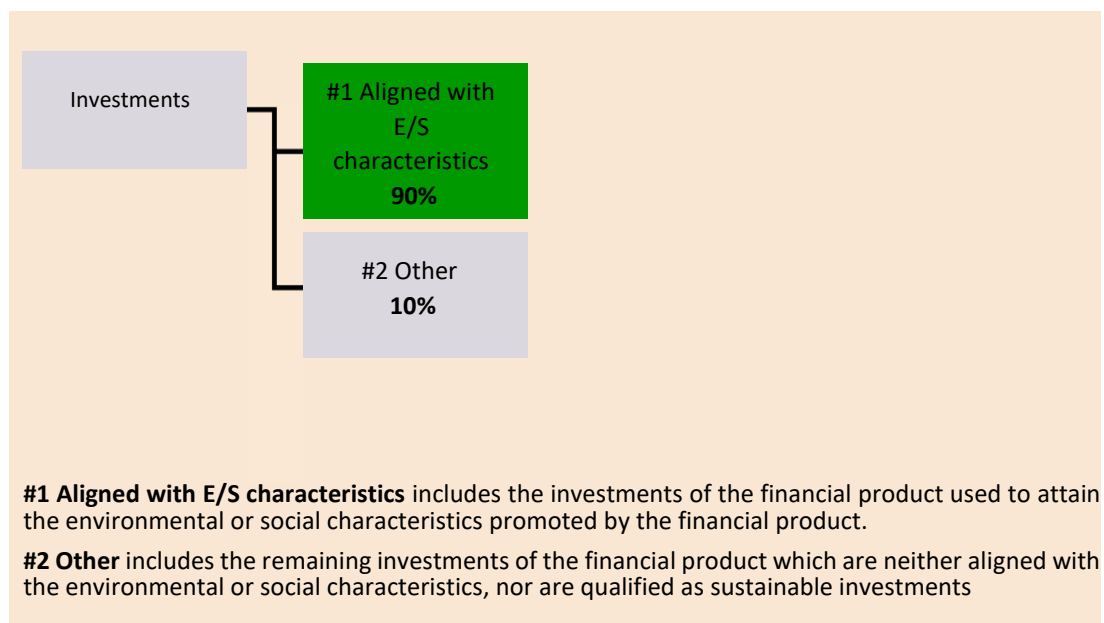 Investments
#1 Aligned with
E/S
characteristics
90%
#2 Other
10%
#1 Aligned with E/S characteristics includes the investments of the financial product used to attain
the environmental or social characteristics promoted by the financial product.
#2 Other includes the remaining investments of the financial product which are neither aligned with
the environmental or social characteristics, nor are qualified as sustainable investments